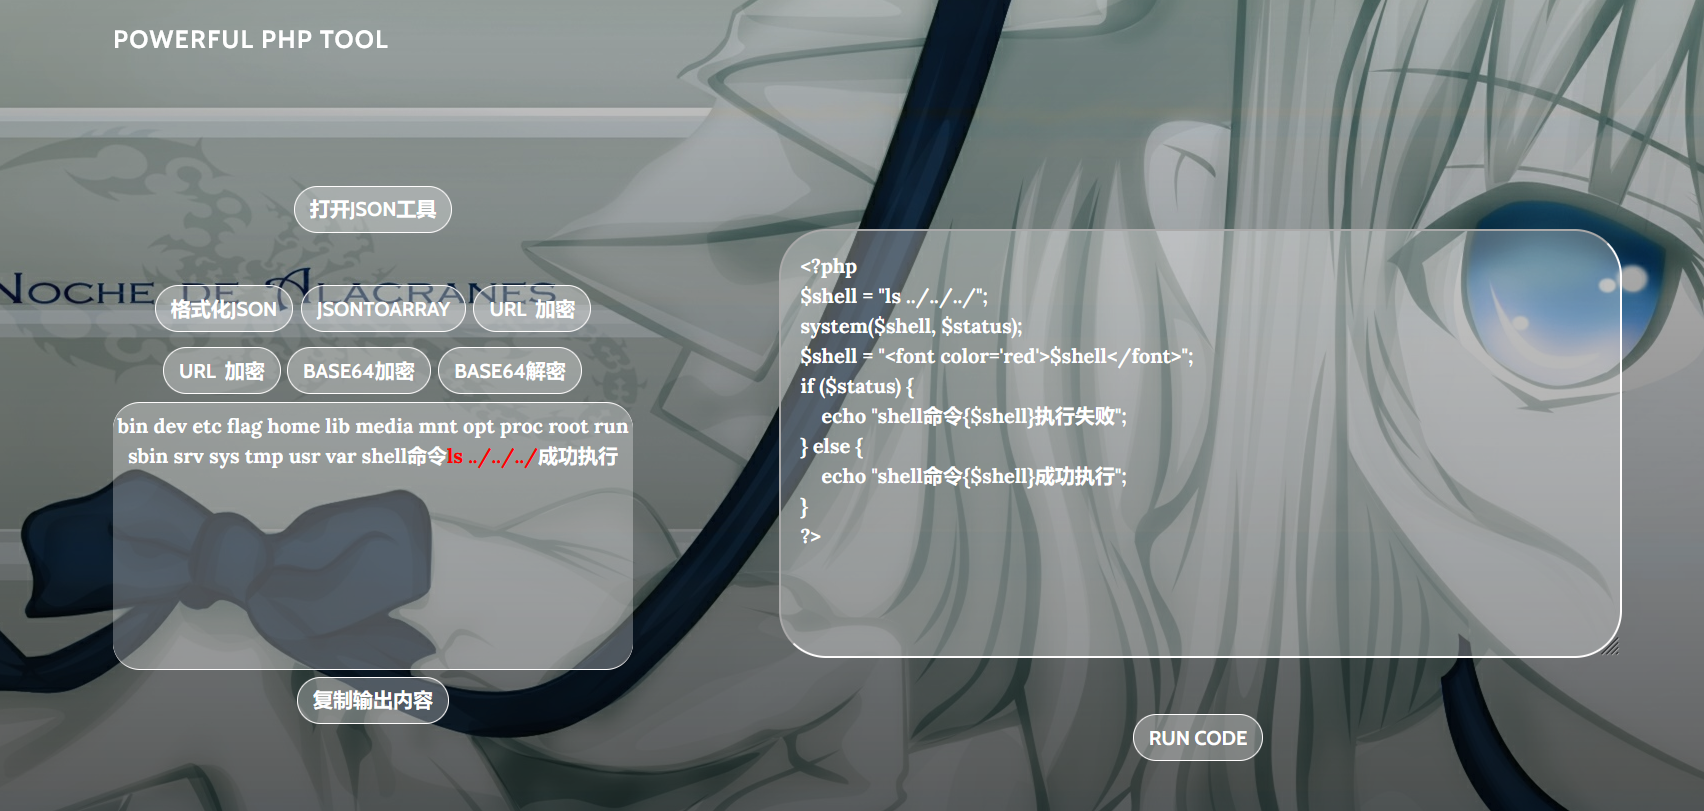 POWERFUL PHP TOOL
打开JSON工具
NOCHE DE ALACRANES
格式化JSON JSONTOARRAY URL 加密
URL 加密 BASE64加密 BASE64解密
bin dev etc flag home lib media mnt opt proc root run
sbin srv sys tmp usr var shell命令ls ../../../成功执行
复制输出内容
<?php
$shell = "ls ../../../";
system($shell, $status);
$shell = "<font color='red'>$shell</font>";
if ($status) {
    echo "shell命令{$shell}执行失败";
} else {
    echo "shell命令{$shell}成功执行";
}
?>
RUN CODE